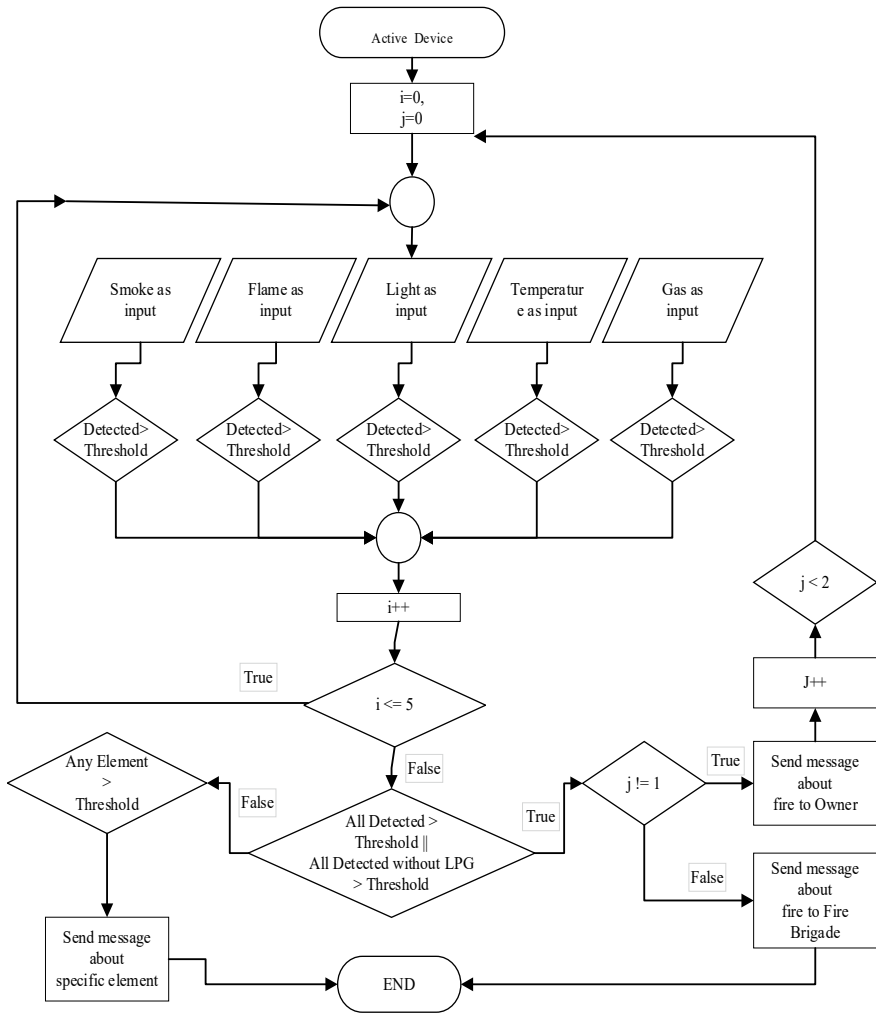 Active Device
i=0,
j=0
Smoke as
input
Flame as
input
Light as
input
Temperatur
e as input
Gas as
input
Detected>
Threshold
Detected>
Threshold
Detected>
Threshold
Detected>
Threshold
Detected>
Threshold
i++
j < 2
True
i <= 5
J++
False
Any Element
>
Threshold
False
All Detected >
Threshold ||
All Detected without LPG
> Threshold
True
j != 1
True
Send message
about
fire to Owner
False
Send message
about
fire to Fire
Brigade
Send message
about
specific element
END